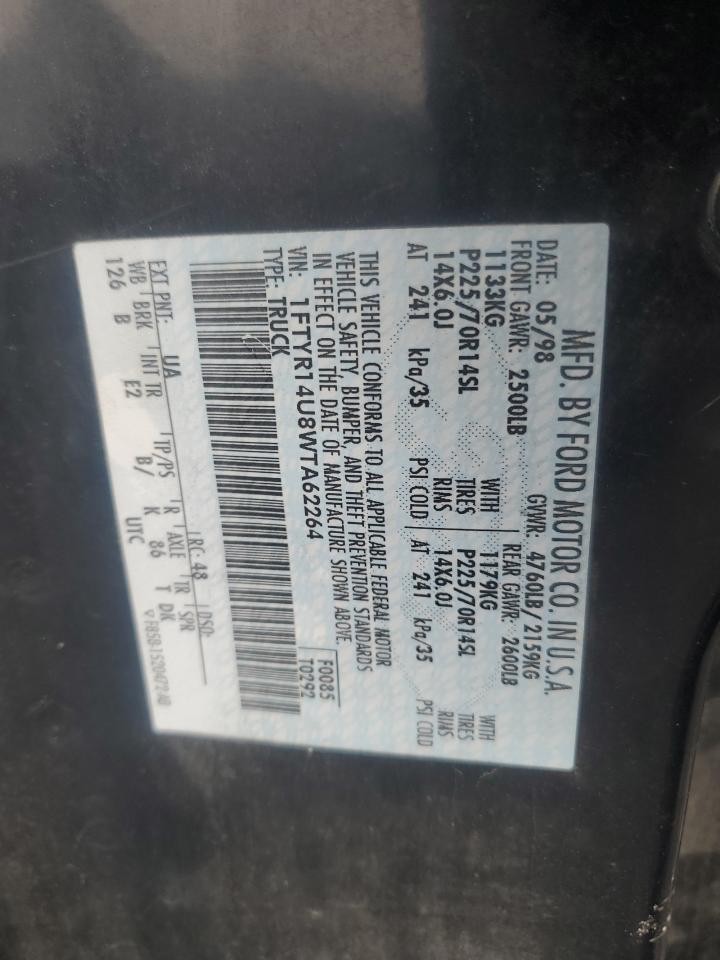 MFD. BY FORD MOTOR CO. IN U.S.A.
DATE: 05/98 GVWR: 4760LB/ 2159KG
FRONT GAWR: 2500LB REAR GAWR: 2600LB
1133KG WITH 1179KG WITH
P225/70R14SL TIRES P225/70R14SL TIRES
14X6.0J RIMS 14X6.0J RIMS
AT 241 kPa/35 PSI COLD AT 241 kPa/35 PSI COLD
THIS VEHICLE CONFORMS TO ALL APPLICABLE FEDERAL MOTOR
VEHICLE SAFETY, BUMPER, AND THEFT PREVENTION STANDARDS
IN EFFECT ON THE DATE OF MANUFACTURE SHOWN ABOVE.
VIN: 1FTYR14U8WTA62264 F0085
TYPE: TRUCK T0292
EXT PNT: UA RC: 48 DSO:
WB BRK INT TR TP/PS R AXLE TR SPR
126 B E2 B/ K 86 T DK
UTC